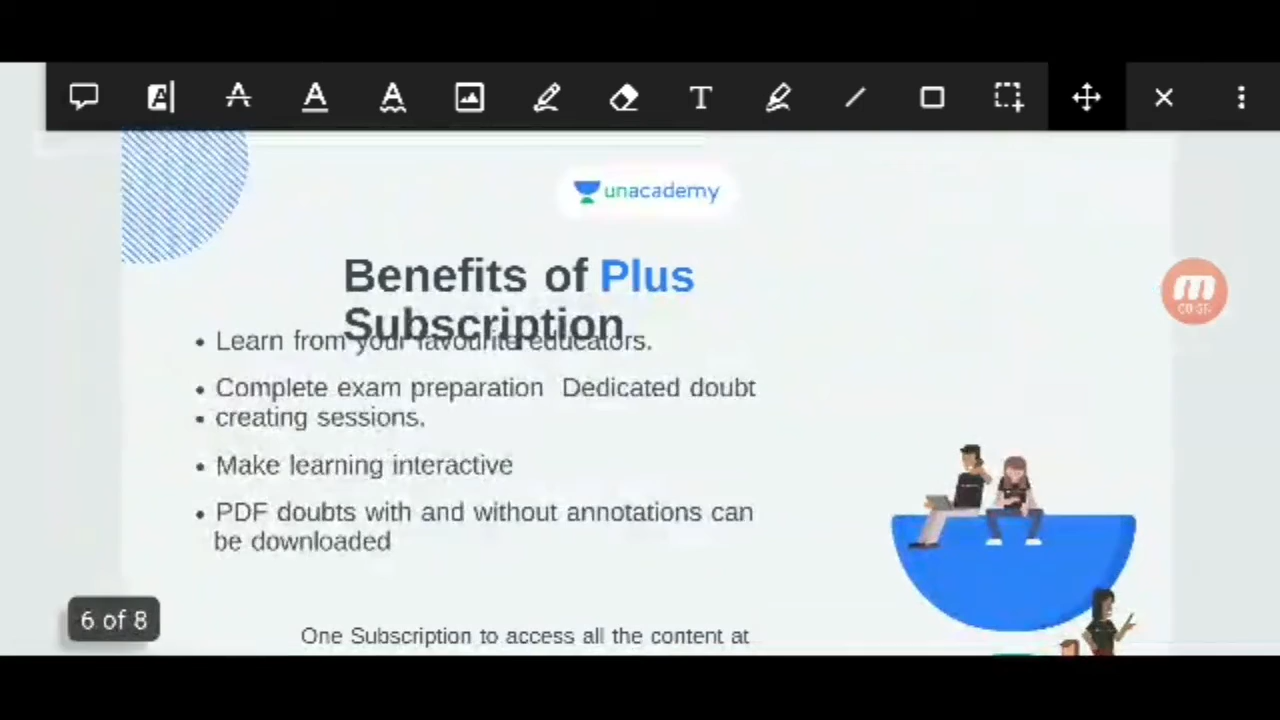 A
A
A
A
T
unacademy
Benefits of Plus
Subscription
• Learn from your favourite educators.
• Complete exam preparation Dedicated doubt
• creating sessions.
• Make learning interactive
• PDF doubts with and without annotations can
be downloaded
6 of 8
One Subscription to access all the content at